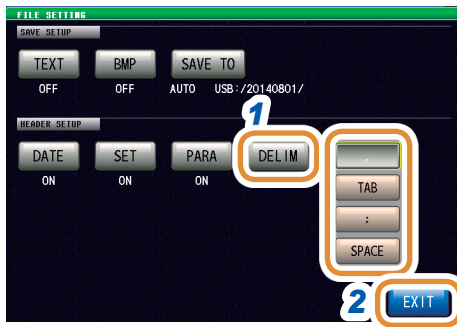 FILE SETTING
SAVE SETUP
TEXT BMP SAVE TO
OFF OFF AUTO USB:/20140801/
1
HEADER SETUP
DATE SET PARA DELIM ,
ON ON ON
TAB
;
SPACE
2 EXIT